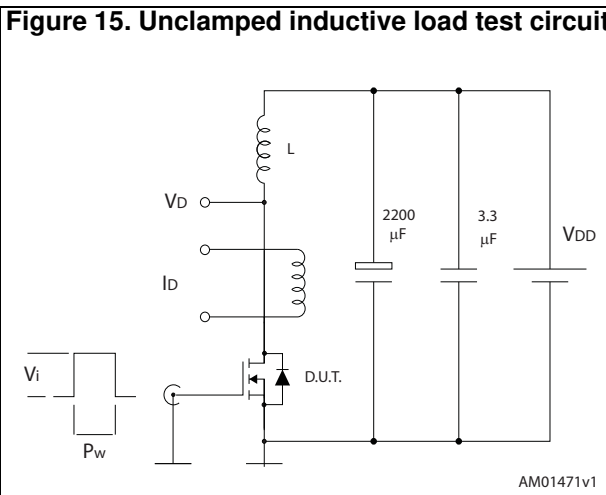 Figure 15. Unclamped inductive load test circuit
L
VD
2200
μF
3.3
μF
VDD
ID
Vi
D.U.T.
Pw
AM01471v1